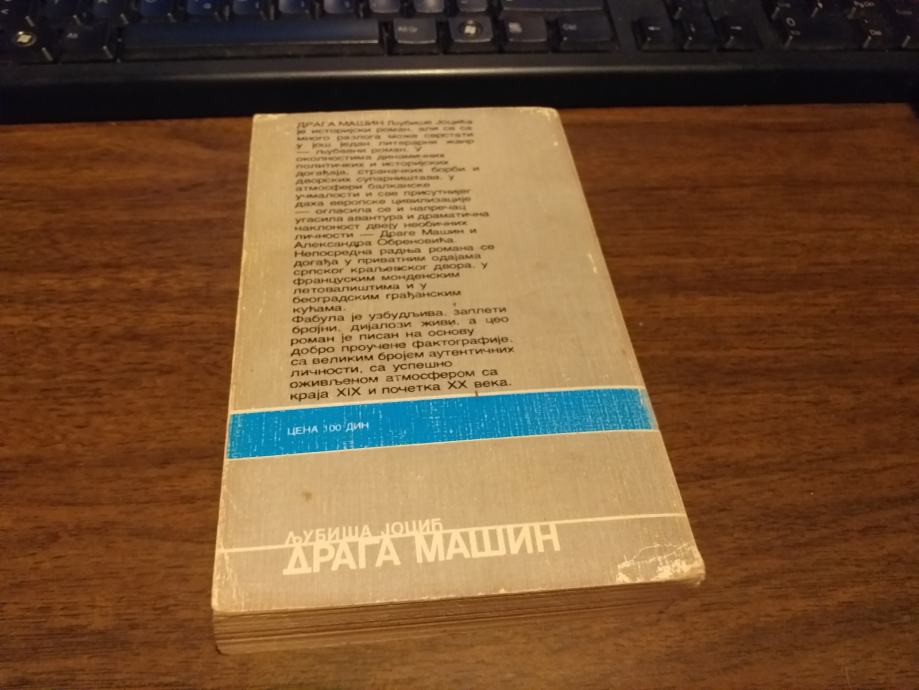 ДРАГА МАШИН Љубише Јоцића
је историјски роман, али се са
много разлога може сврстати
у још један литерарни жанр
— љубавни роман. У
околностима динамичних
политичких и историјских
догађаја, страначких борби и
дворских супарништава, у
атмосфери балканске
учмалости и све присутнијег
даха европске цивилизације
— огласила се и напречац
угасила авантура и драматична
наклоност двеју необичних
личности — Драге Машин и
Александра Обреновића.
Непосредна радња романа се
догађа у приватним одајама
српског краљевског двора, у
француским монденским
летовалиштима и у
београдским грађанским
кућама.
Фабула је узбудљива, заплети
бројни, дијалози живи, а цео
роман је писан на основу
добро проучене фактографије,
са великим бројем аутентичних
личности, са успешно
оживљеном атмосфером са
краја XIX и почетка XX века.
ЦЕНА 100 ДИН
ЉУБИША ЈОЦИЋ
ДРАГА МАШИН